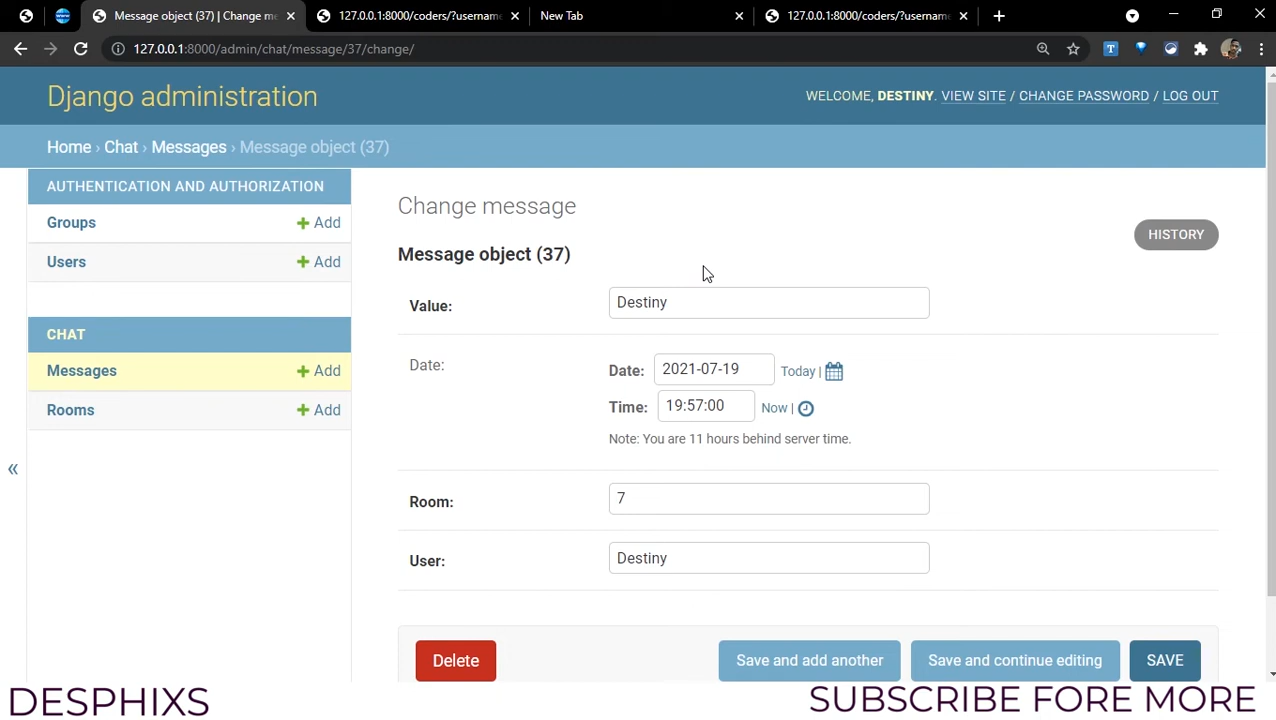 Message object (37) | Change m
127.0.0.1:8000/coders/?usernam
New Tab
127.0.0.1:8000/coders/?usernam
127.0.0.1:8000/admin/chat/message/37/change/
Django administration
WELCOME, DESTINY. VIEW SITE / CHANGE PASSWORD / LOG OUT
Home › Chat › Messages › Message object (37)
AUTHENTICATION AND AUTHORIZATION
Groups + Add
Users + Add
CHAT
Messages + Add
Rooms + Add
«
Change message
HISTORY
Message object (37)
Value: Destiny
Date: Date: 2021-07-19 Today |
Time: 19:57:00 Now |
Note: You are 11 hours behind server time.
Room: 7
User: Destiny
Delete Save and add another Save and continue editing SAVE
DESPHIXS SUBSCRIBE FORE MORE